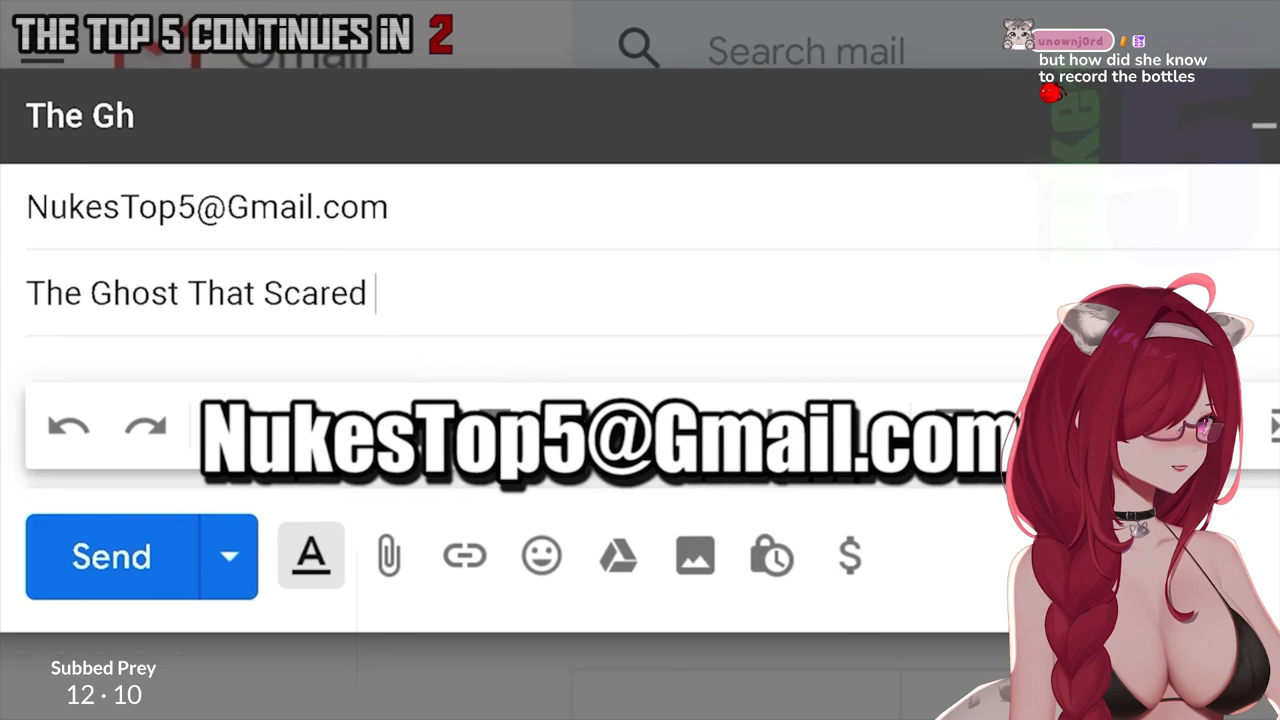 THE TOP 5 CONTINUES IN 2
Gmail
Search mail
unownj0rd
but how did she know
to record the bottles
The Gh
NukesTop5@Gmail.com
The Ghost That Scared
NukesTop5@Gmail.com
Send
A
$
Subbed Prey
12 · 10